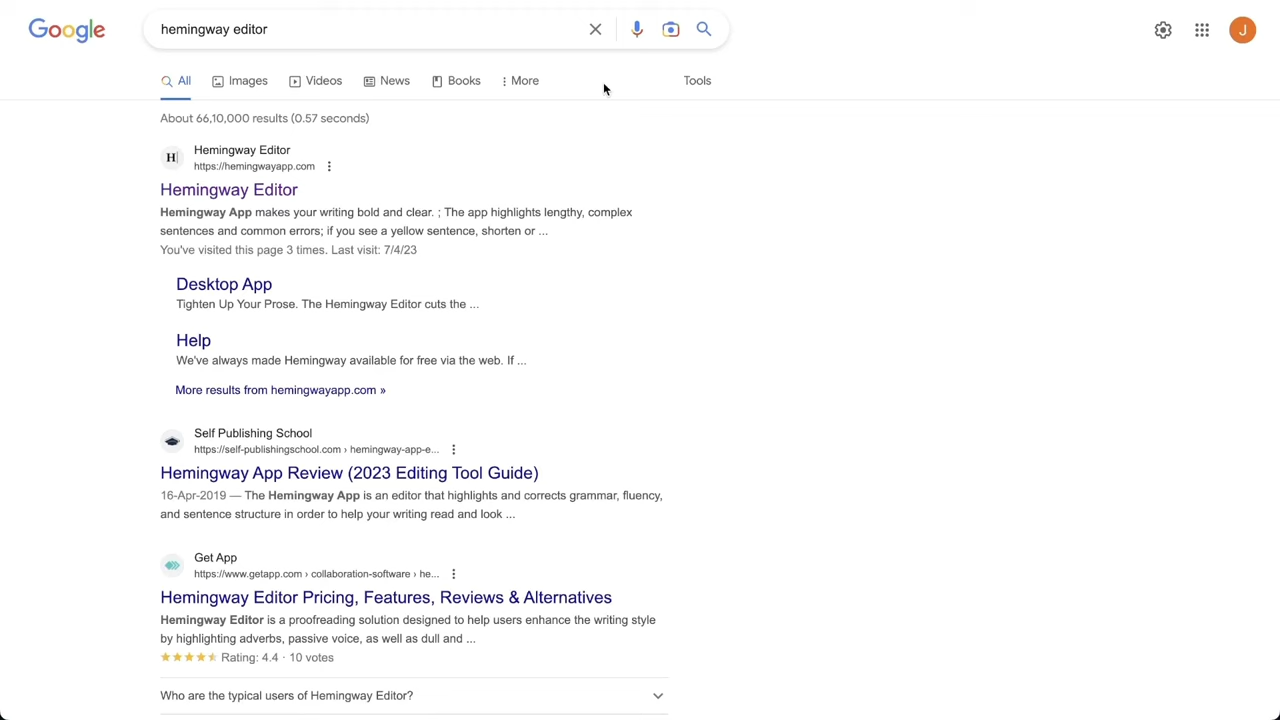 Google
hemingway editor
J
All
Images
Videos
News
Books
More
Tools
About 66,10,000 results (0.57 seconds)
H
Hemingway Editor
https://hemingwayapp.com
Hemingway Editor
Hemingway App makes your writing bold and clear. ; The app highlights lengthy, complex
sentences and common errors; if you see a yellow sentence, shorten or ...
You've visited this page 3 times. Last visit: 7/4/23
Desktop App
Tighten Up Your Prose. The Hemingway Editor cuts the ...
Help
We've always made Hemingway available for free via the web. If ...
More results from hemingwayapp.com »
Self Publishing School
https://self-publishingschool.com › hemingway-app-e...
Hemingway App Review (2023 Editing Tool Guide)
16-Apr-2019 — The Hemingway App is an editor that highlights and corrects grammar, fluency,
and sentence structure in order to help your writing read and look ...
Get App
https://www.getapp.com › collaboration-software › he...
Hemingway Editor Pricing, Features, Reviews & Alternatives
Hemingway Editor is a proofreading solution designed to help users enhance the writing style
by highlighting adverbs, passive voice, as well as dull and ...
Rating: 4.4 · 10 votes
Who are the typical users of Hemingway Editor?